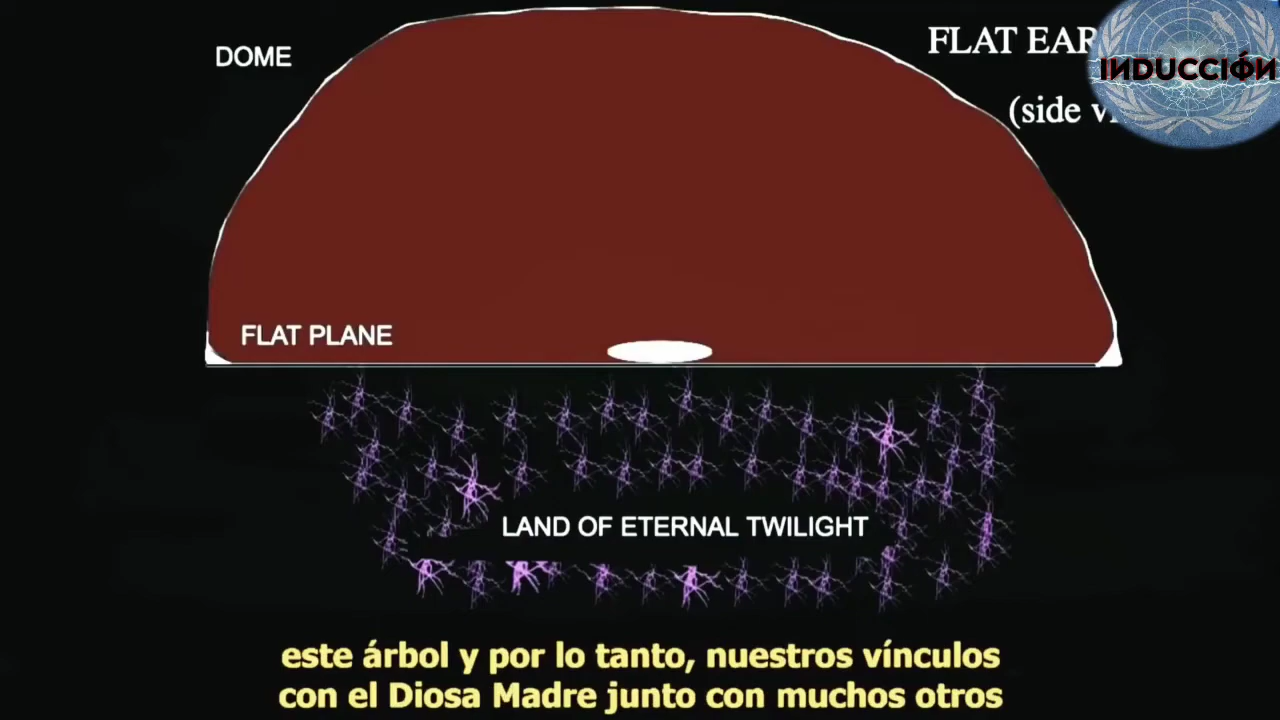 DOME
FLAT EAR
INDUCCIÓN
(side
FLAT PLANE
LAND OF ETERNAL TWILIGHT
este árbol y por lo tanto, nuestros vínculos
con el Diosa Madre junto con muchos otros